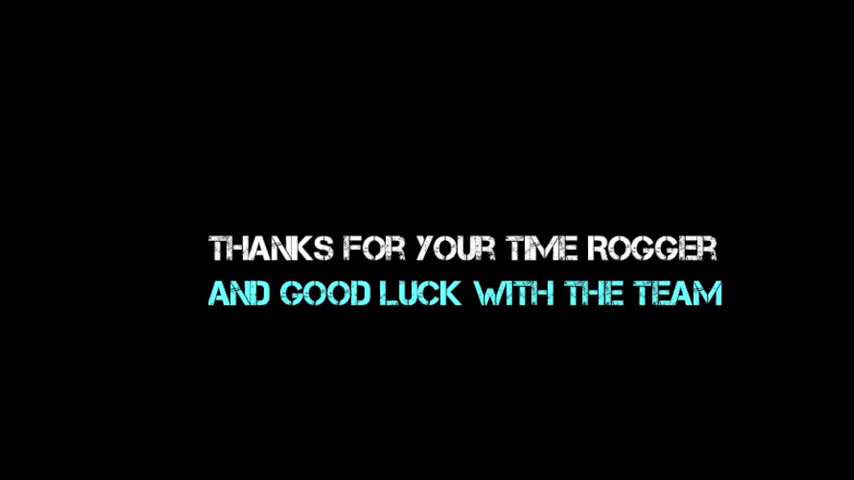 THANKS FOR YOUR TIME ROGGER
AND GOOD LUCK WITH THE TEAM